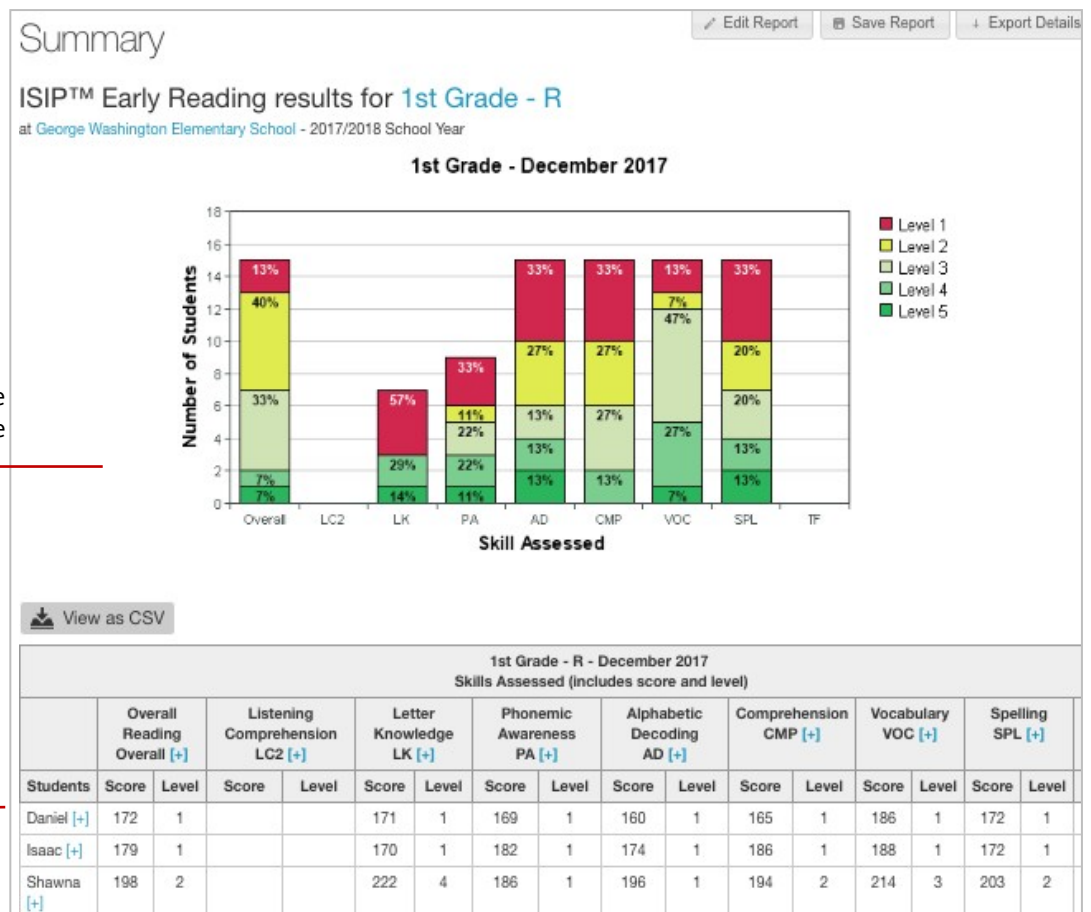 Summary
Edit Report
Save Report
Export Details
ISIP™ Early Reading results for 1st Grade - R
at George Washington Elementary School - 2017/2018 School Year
1st Grade - December 2017
Number of Students
18
16
14
12
10
8
6
4
2
0
13%
40%
33%
7%
7%
57%
29%
14%
33%
11%
22%
22%
11%
33%
27%
13%
13%
13%
33%
27%
27%
13%
13%
7%
47%
27%
7%
33%
20%
20%
13%
13%
Overall LC2 LK PA AD CMP VOC SPL TF
Skill Assessed
Level 1
Level 2
Level 3
Level 4
Level 5
e
e
View as CSV
1st Grade - R - December 2017
Skills Assessed (includes score and level)
Overall Reading Overall [+] Listening Comprehension LC2 [+] Letter Knowledge LK [+] Phonemic Awareness PA [+] Alphabetic Decoding AD [+] Comprehension CMP [+] Vocabulary VOC [+] Spelling SPL [+]
Students Score Level Score Level Score Level Score Level Score Level Score Level Score Level Score Level
Daniel [+] 172 1 171 1 169 1 160 1 165 1 186 1 172 1
Isaac [+] 179 1 170 1 182 1 174 1 186 1 188 1 172 1
Shawna [+] 198 2 222 4 186 1 196 1 194 2 214 3 203 2